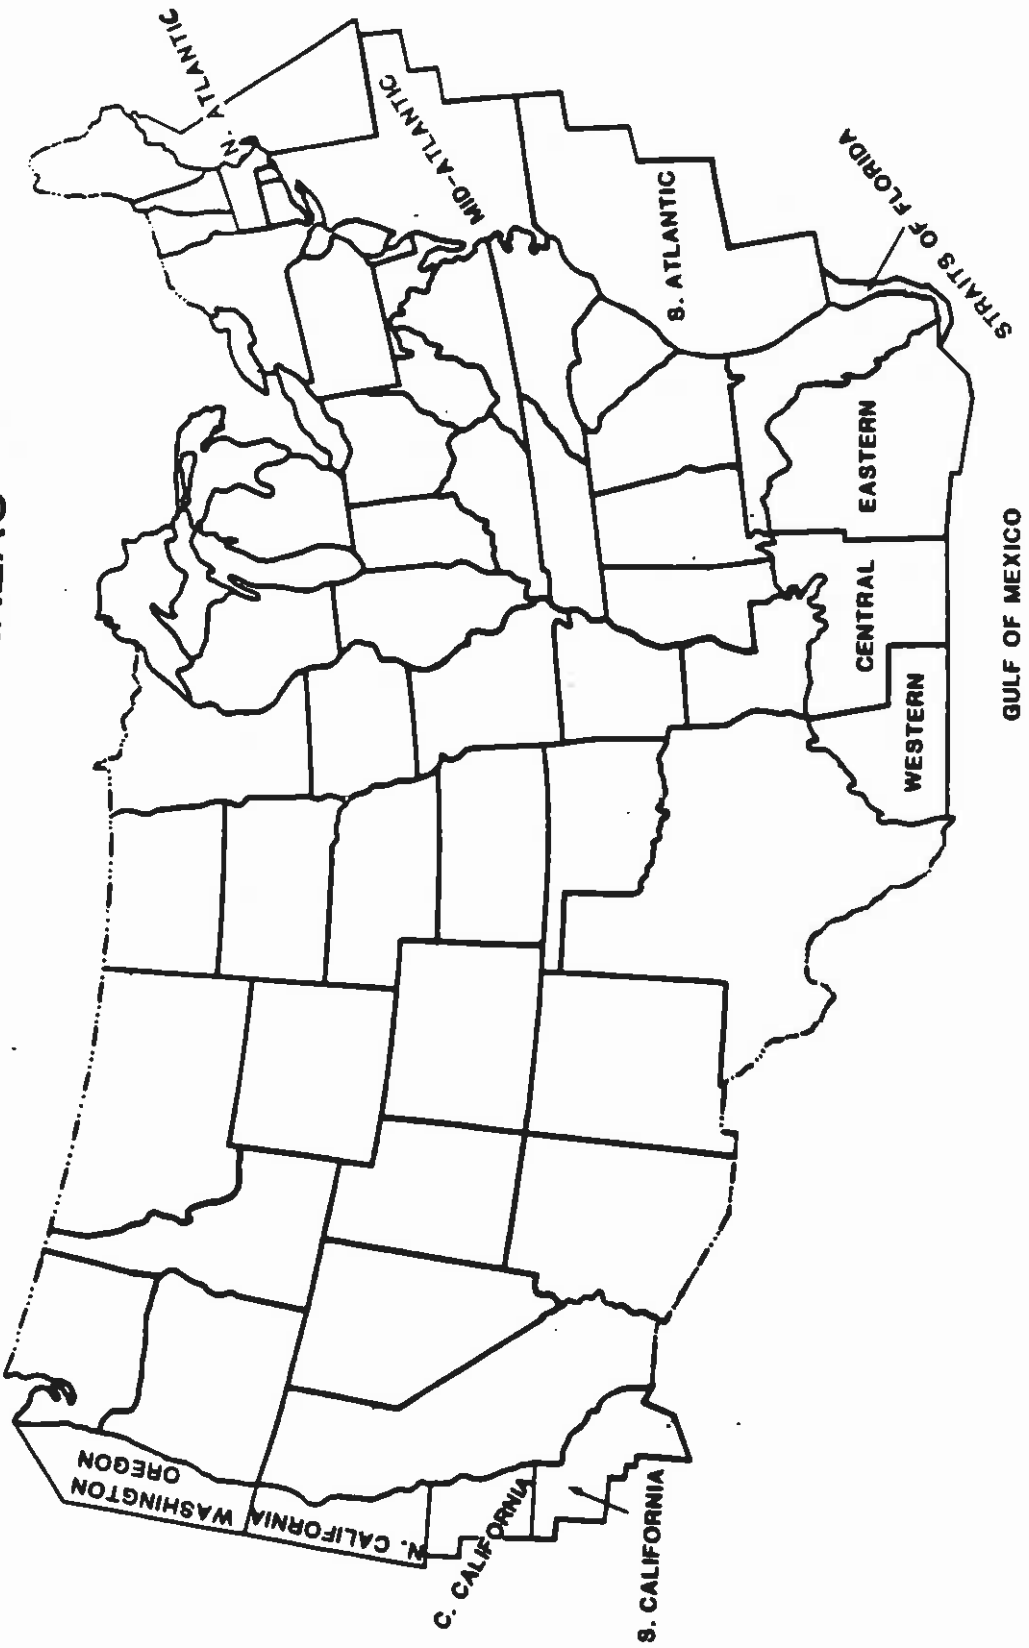 N. ATLANTIC
MID-ATLANTIC
S. ATLANTIC
STRAITS OF FLORIDA
EASTERN
CENTRAL
WESTERN
GULF OF MEXICO
WASHINGTON
OREGON
N. CALIFORNIA
C. CALIFORNIA
S. CALIFORNIA